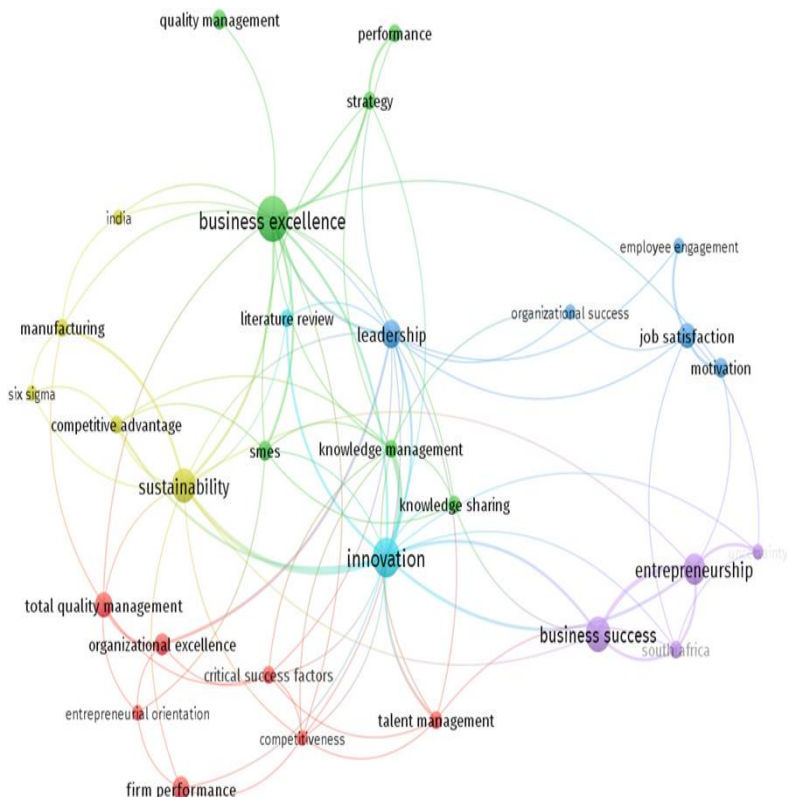 quality management
performance
strategy
india
business excellence
employee engagement
organizational success
literature review
manufacturing
leadership
job satisfaction
motivation
six sigma
competitive advantage
smes
knowledge management
sustainability
knowledge sharing
innovation
uncertainty
entrepreneurship
total quality management
business success
organizational excellence
south africa
critical success factors
entrepreneurial orientation
talent management
competitiveness
firm performance